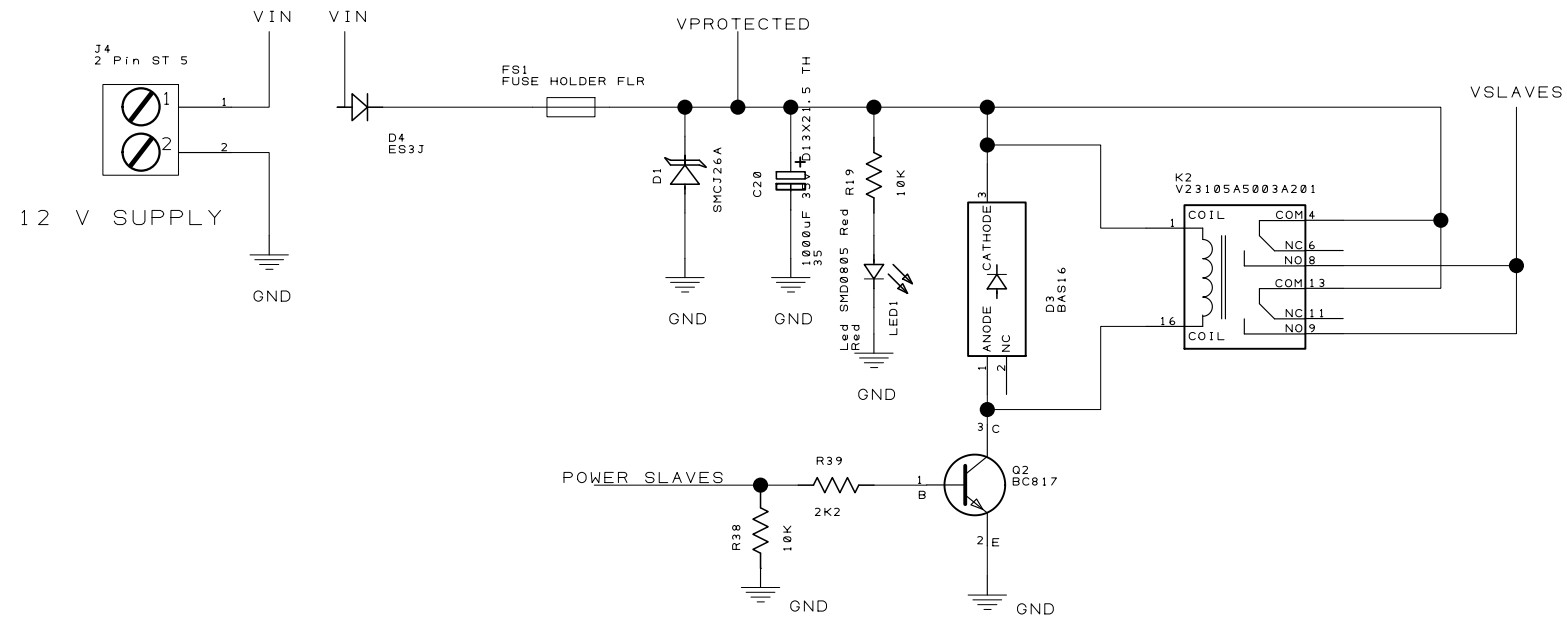 VIN
VIN
VPROTECTED
J4
2 Pin ST 5
1
1
2
2
12 V SUPPLY
GND
D4
ES3J
FS1
FUSE HOLDER FLR
D1
SMCJ26A
GND
C20
+
1000uF 35V D13X21.5 TH
35
GND
R19
10K
Led SMD0805 Red
Red
LED1
GND
3
CATHODE
ANODE
NC
1
2
D3
BAS16
VSLAVES
K2
V23105A5003A201
1
COIL
16
COIL
COM 4
NC 6
NO 8
COM 13
NC 11
NO 9
POWER SLAVES
R39
2K2
R38
10K
GND
1
B
3 C
Q2
BC817
2 E
GND